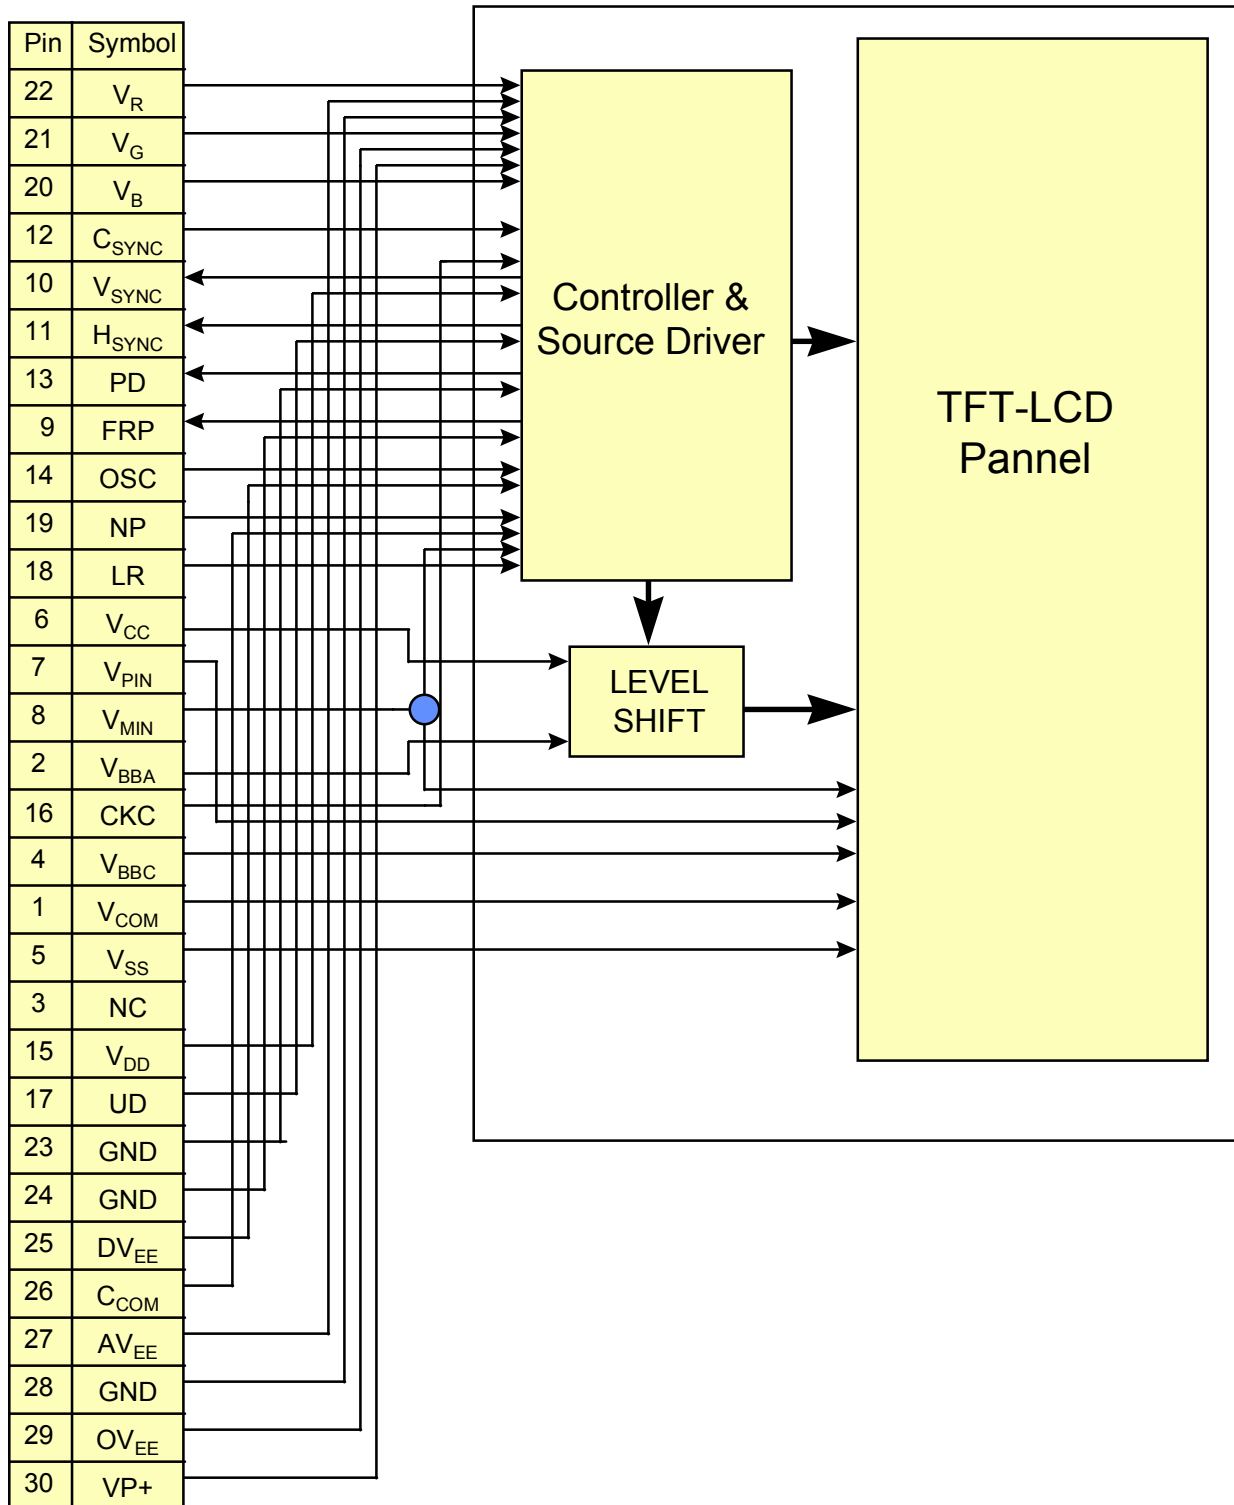 Pin Symbol
22 VR
21 VG
20 VB
12 CSYNC
10 VSYNC
11 HSYNC
13 PD
9 FRP
14 OSC
19 NP
18 LR
6 VCC
7 VPIN
8 VMIN
2 VBBA
16 CKC
4 VBBC
1 VCOM
5 VSS
3 NC
15 VDD
17 UD
23 GND
24 GND
25 DVEE
26 CCOM
27 AVEE
28 GND
29 OVEE
30 VP+
Controller &
Source Driver
LEVEL
SHIFT
TFT-LCD
Pannel